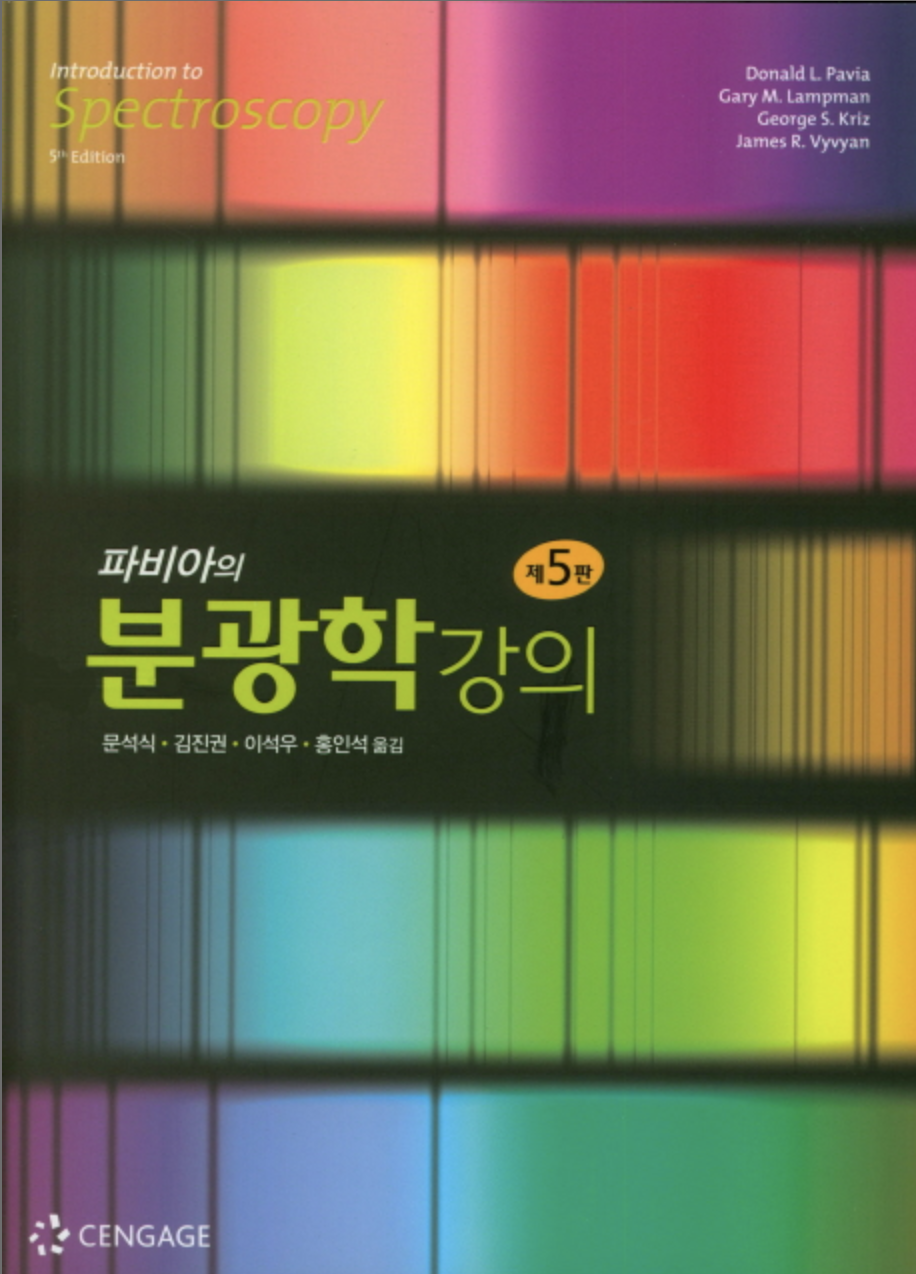 Introduction to
Spectroscopy
5th Edition
Donald L. Pavia
Gary M. Lampman
George S. Kriz
James R. Vyvyan
파비아의
제5판
분광학강의
문석식 • 김진권 • 이석우 • 홍인석 옮김
CENGAGE